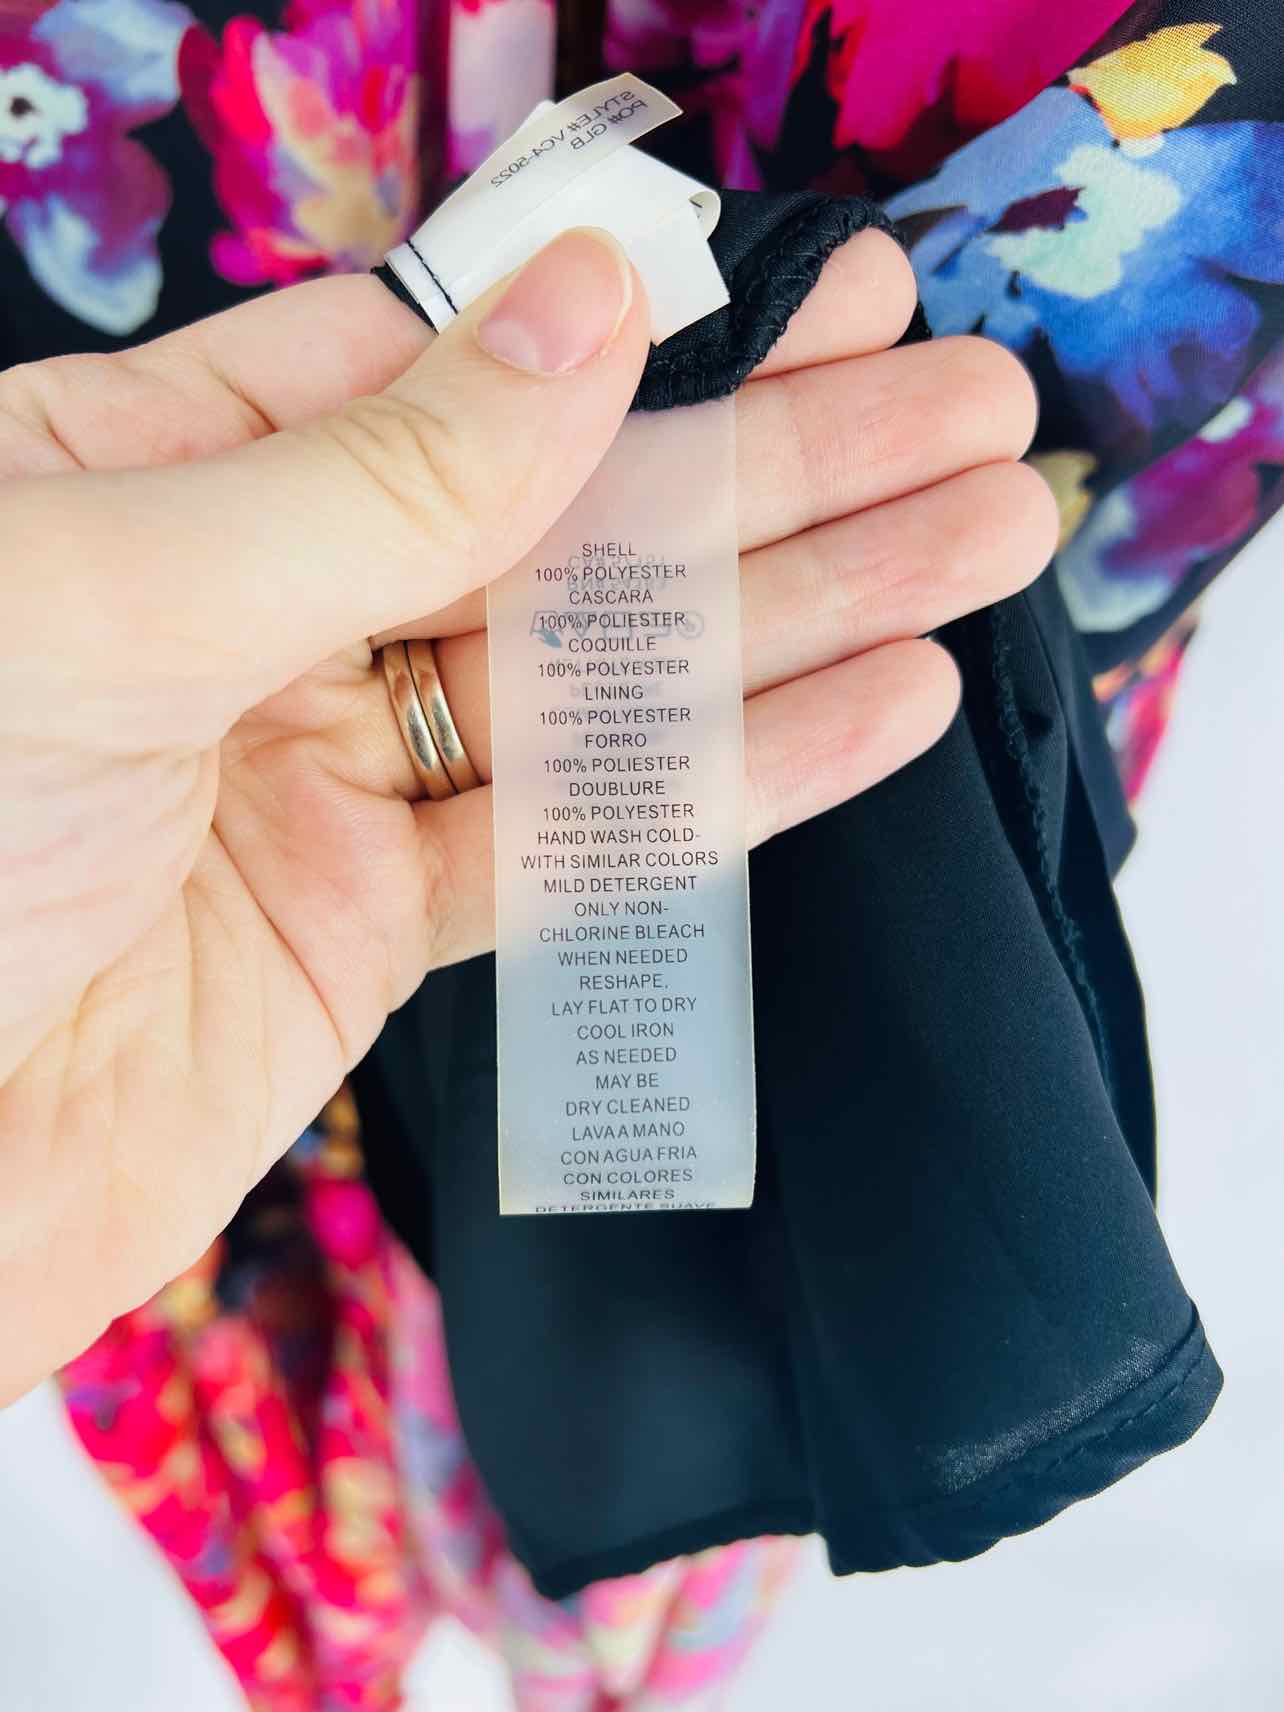 STYLE# VC4-S022
PO# GLB
SHELL
100% POLYESTER
CASCARA
100% POLIESTER
COQUILLE
100% POLYESTER
LINING
100% POLYESTER
FORRO
100% POLIESTER
DOUBLURE
100% POLYESTER
HAND WASH COLD-
WITH SIMILAR COLORS
MILD DETERGENT
ONLY NON-
CHLORINE BLEACH
WHEN NEEDED
RESHAPE,
LAY FLAT TO DRY
COOL IRON
AS NEEDED
MAY BE
DRY CLEANED
LAVA A MANO
CON AGUA FRIA
CON COLORES
SIMILARES
DETERGENTE SUAVE